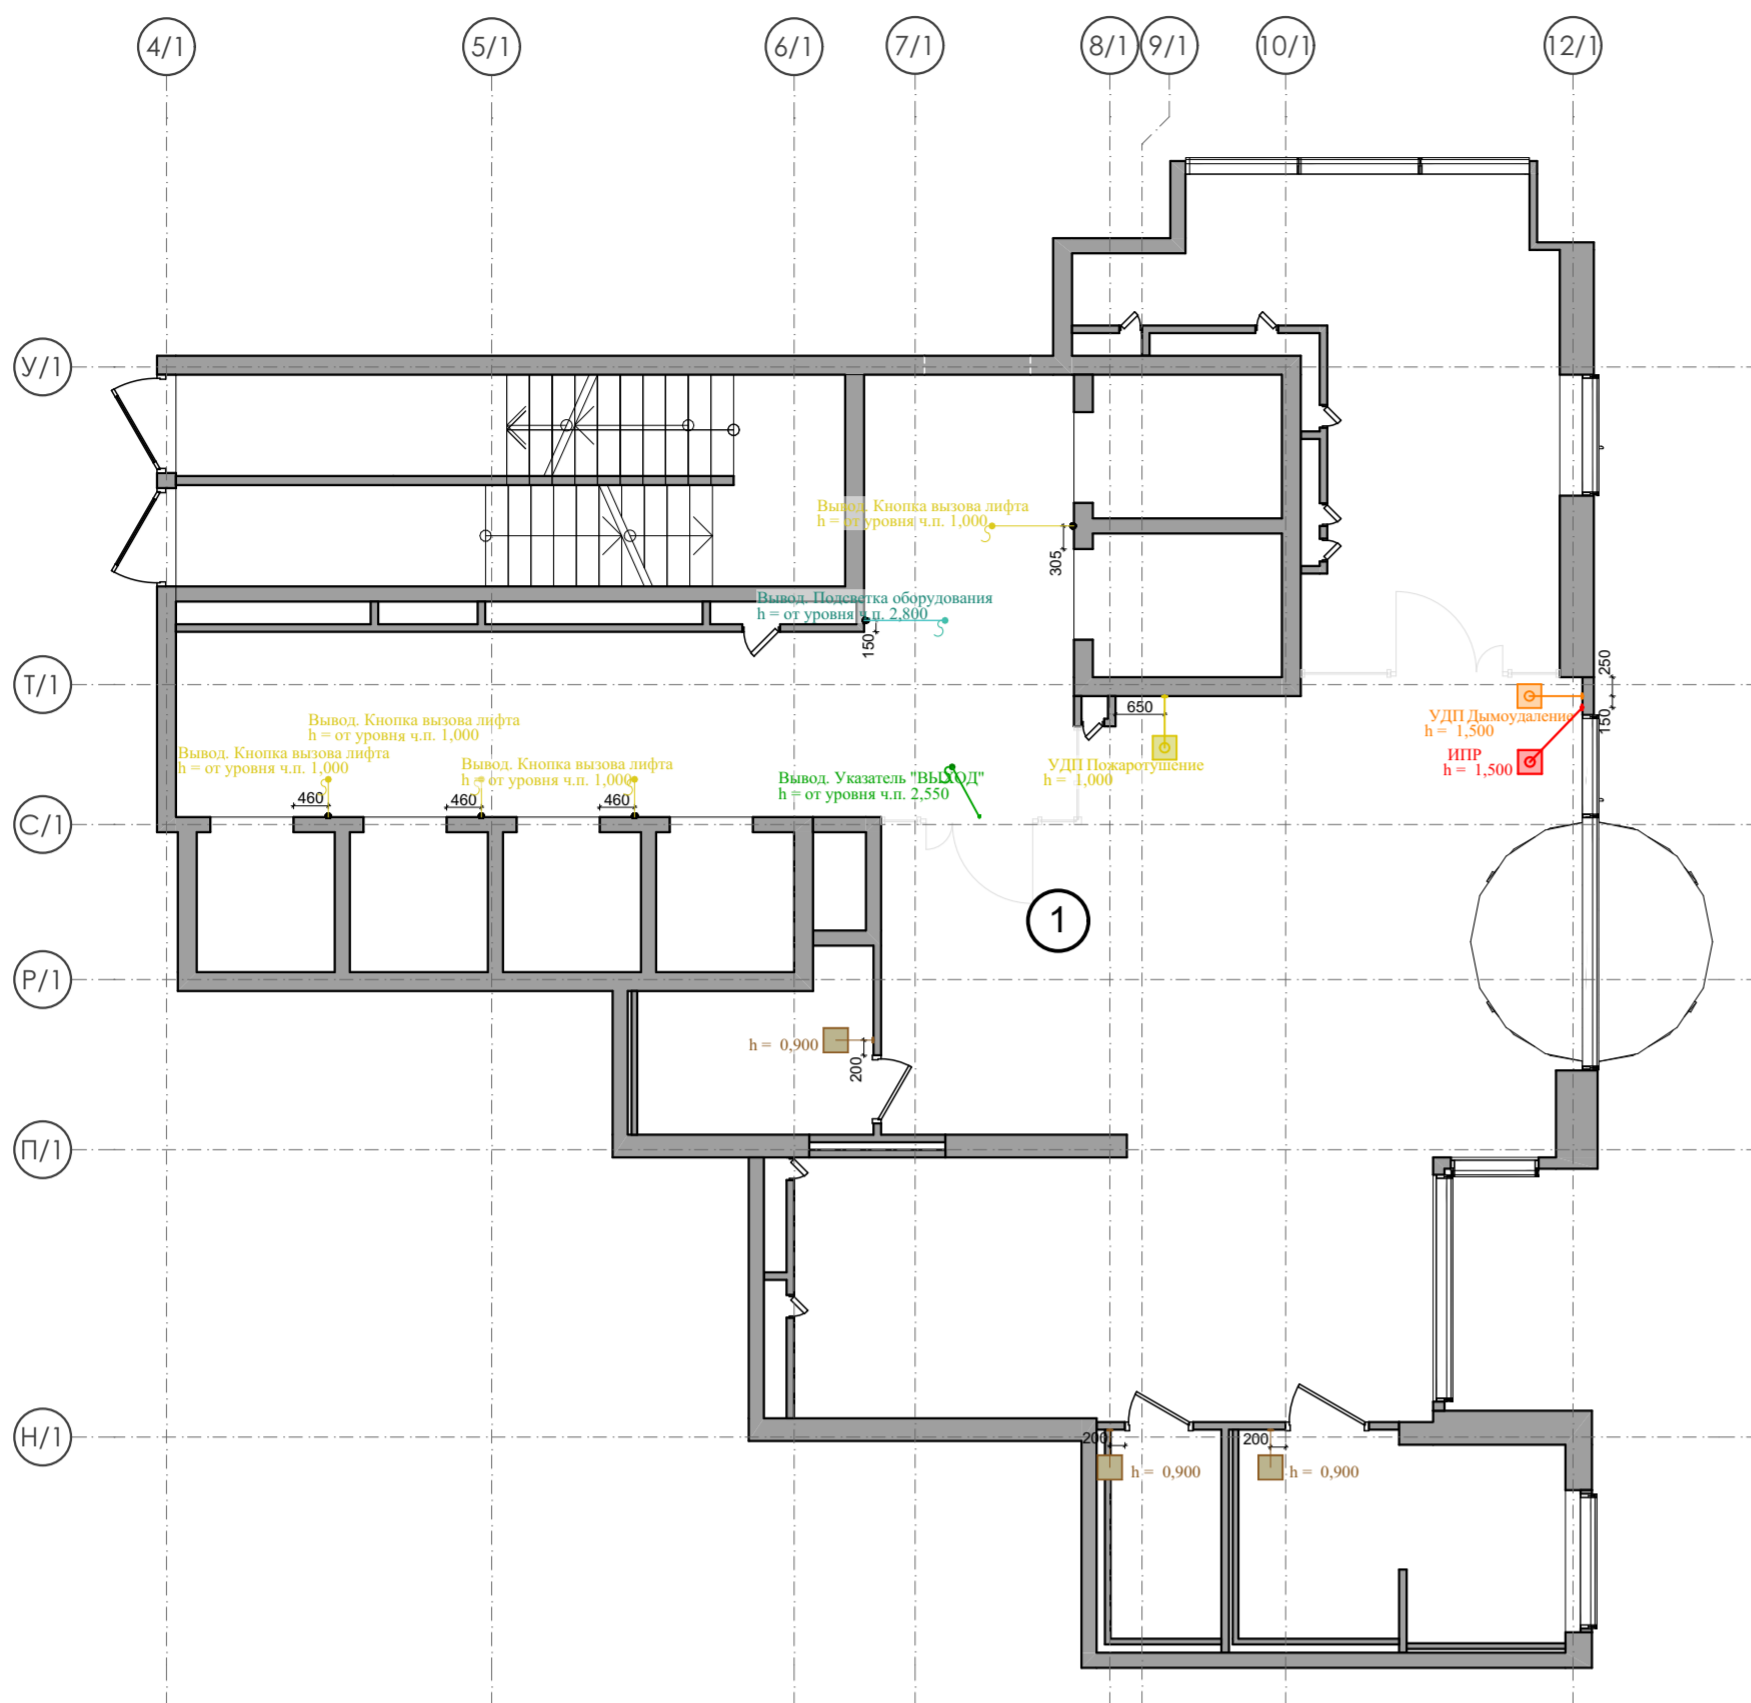 4/1
5/1
6/1
7/1
8/1
9/1
10/1
12/1
У/1
Вывод. Кнопка вызова лифта
h = от уровня ч.п. 1,000
305
Вывод. Подсветка оборудования
h = от уровня ч.п. 2,800
150
Т/1
250
150
650
УДП Дымоудаление
h = 1,500
ИПР
h = 1,500
УДП Пожаротушение
h = 1,000
Вывод. Кнопка вызова лифта
h = от уровня ч.п. 1,000
Вывод. Кнопка вызова лифта
h = от уровня ч.п. 1,000
Вывод. Кнопка вызова лифта
h = от уровня ч.п. 1,000
Вывод. Указатель "ВЫХОД"
h = от уровня ч.п. 2,550
460
460
460
С/1
1
Р/1
h = 0,900
200
П/1
Н/1
200
h = 0,900
200
h = 0,900